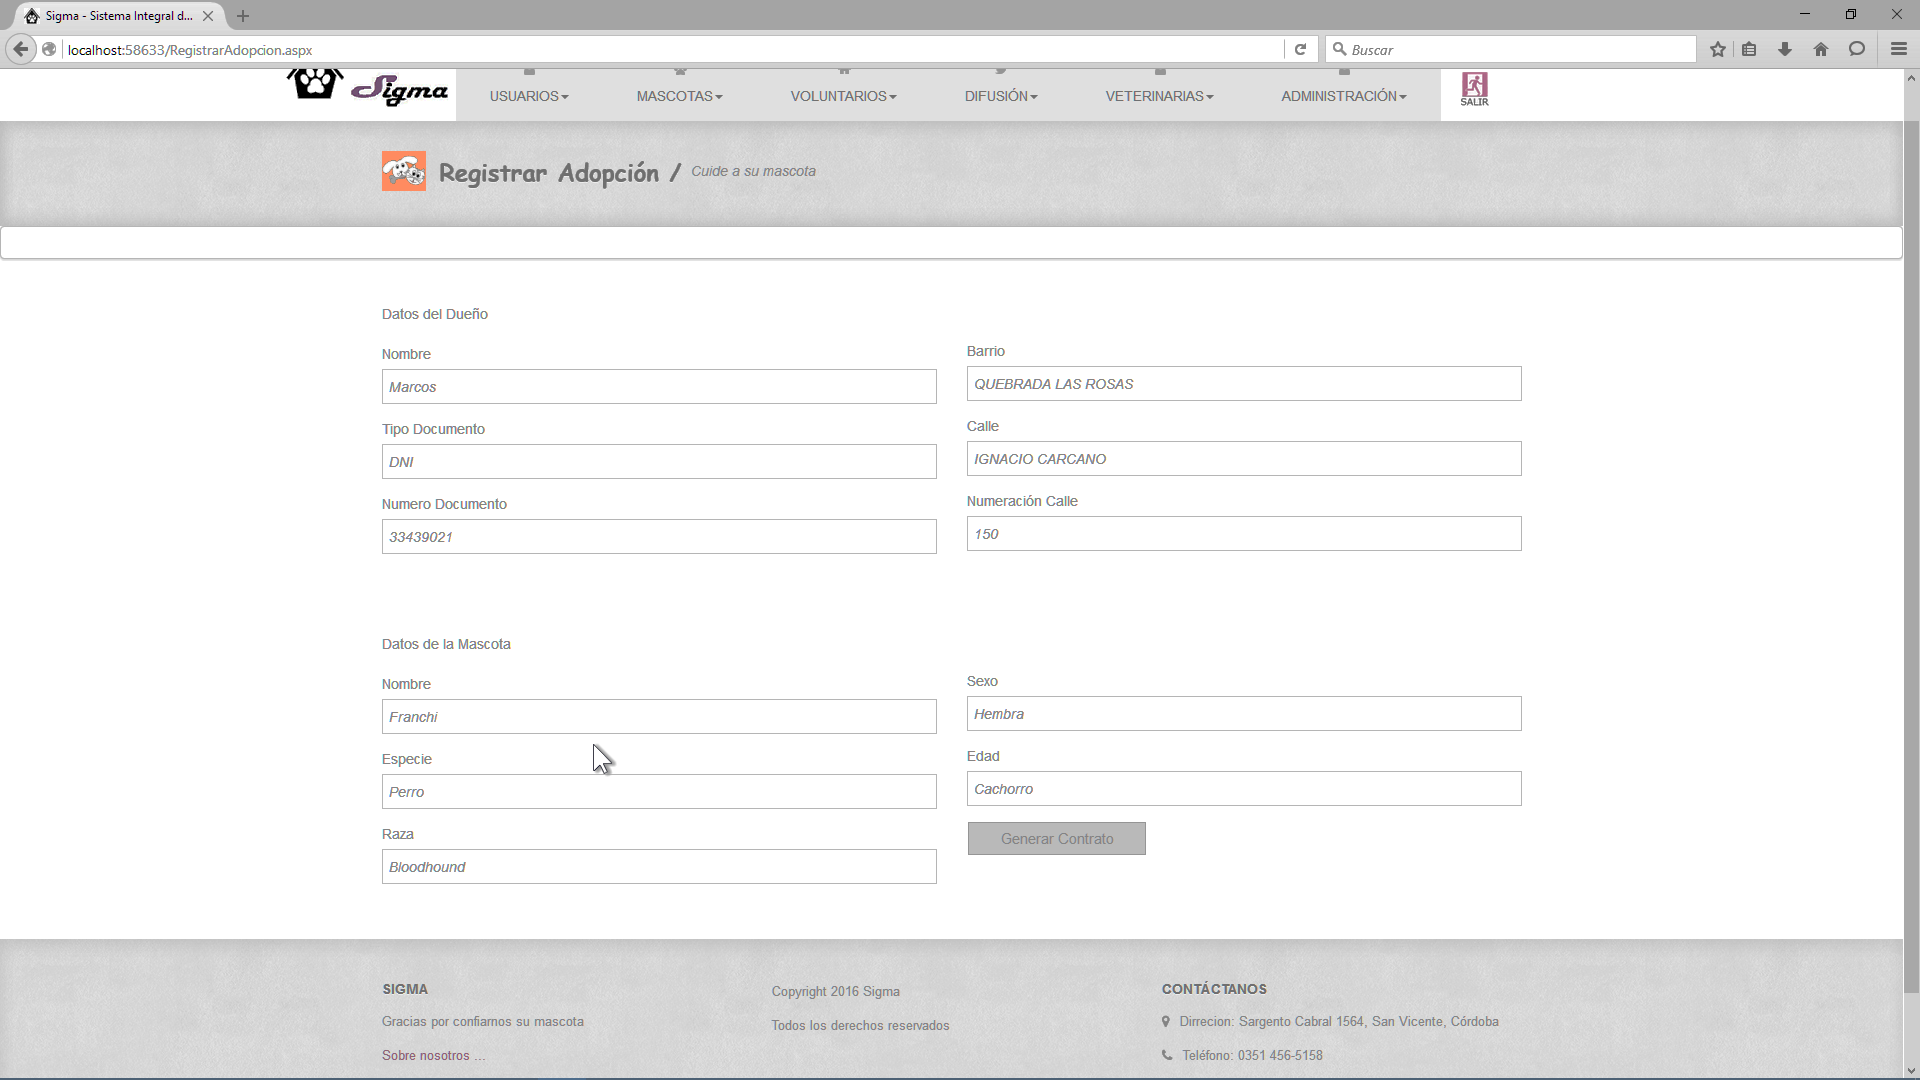 Sigma - Sistema Integral d...
localhost:58633/RegistrarAdopcion.aspx
Buscar
Sigma
USUARIOS
MASCOTAS
VOLUNTARIOS
DIFUSIÓN
VETERINARIAS
ADMINISTRACIÓN
SALIR
Registrar Adopción / Cuide a su mascota
Datos del Dueño
Nombre
Marcos
Tipo Documento
DNI
Numero Documento
33439021
Barrio
QUEBRADA LAS ROSAS
Calle
IGNACIO CARCANO
Numeración Calle
150
Datos de la Mascota
Nombre
Franchi
Especie
Perro
Raza
Bloodhound
Sexo
Hembra
Edad
Cachorro
Generar Contrato
SIGMA
Gracias por confiarnos su mascota
Sobre nosotros ...
Copyright 2016 Sigma
Todos los derechos reservados
CONTÁCTANOS
Dirrecion: Sargento Cabral 1564, San Vicente, Córdoba
Teléfono: 0351 456-5158